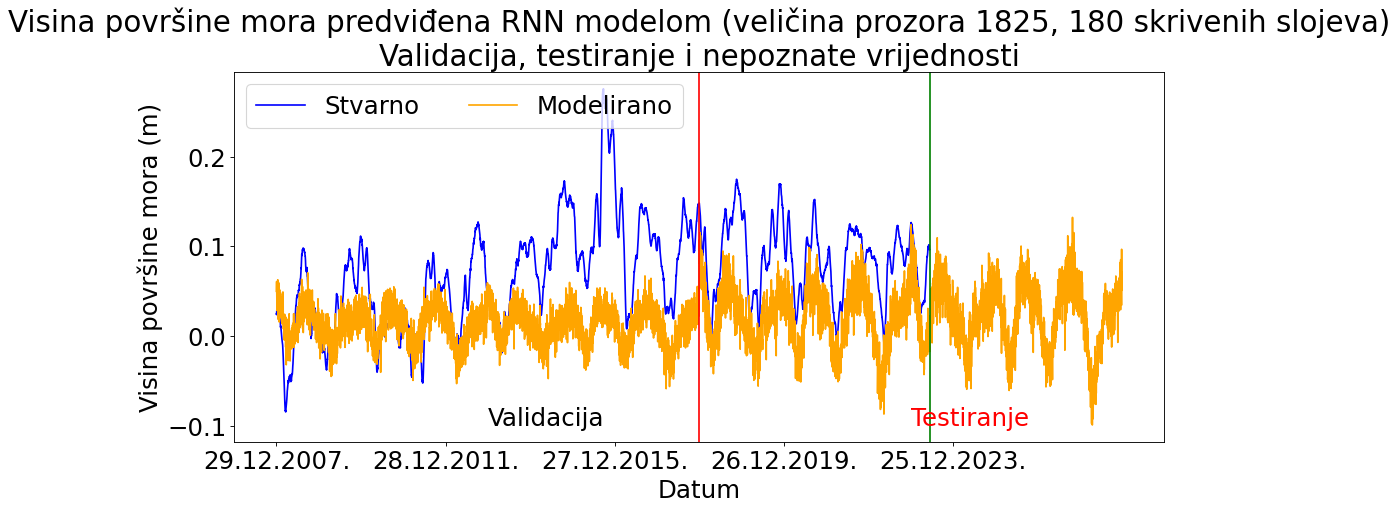 Visina površine mora predviđena RNN modelom (veličina prozora 1825, 180 skrivenih slojeva)
Validacija, testiranje i nepoznate vrijednosti
Stvarno
Modelirano
Visina površine mora (m)
0.2
0.1
0.0
−0.1
Validacija
Testiranje
29.12.2007.
28.12.2011.
27.12.2015.
26.12.2019.
25.12.2023.
Datum